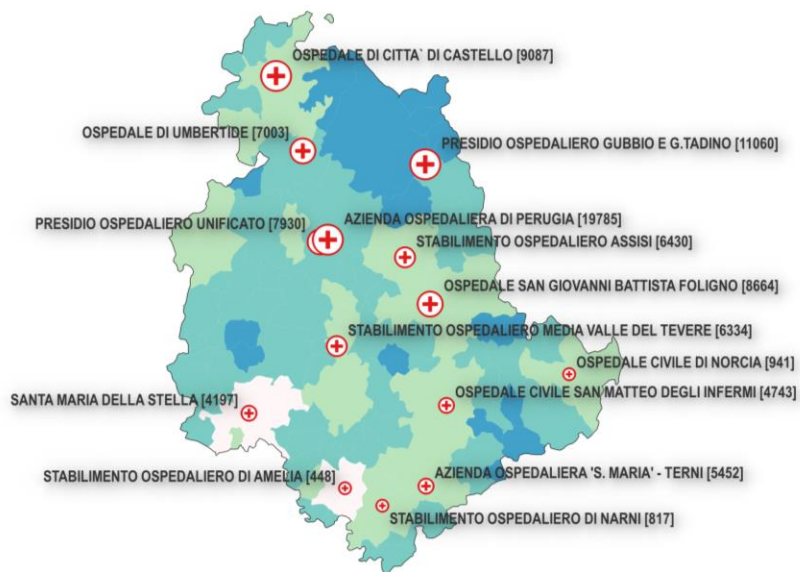 OSPEDALE DI CITTA` DI CASTELLO [9087]
OSPEDALE DI UMBERTIDE [7003]
PRESIDIO OSPEDALIERO GUBBIO E G.TADINO [11060]
AZIENDA OSPEDALIERA DI PERUGIA [19785]
PRESIDIO OSPEDALIERO UNIFICATO [7930]
STABILIMENTO OSPEDALIERO ASSISI [6430]
OSPEDALE SAN GIOVANNI BATTISTA FOLIGNO [8664]
STABILIMENTO OSPEDALIERO MEDIA VALLE DEL TEVERE [6334]
OSPEDALE CIVILE DI NORCIA [941]
OSPEDALE CIVILE SAN MATTEO DEGLI INFERMI [4743]
SANTA MARIA DELLA STELLA [4197]
STABILIMENTO OSPEDALIERO DI AMELIA [448]
AZIENDA OSPEDALIERA 'S. MARIA' - TERNI [5452]
STABILIMENTO OSPEDALIERO DI NARNI [817]